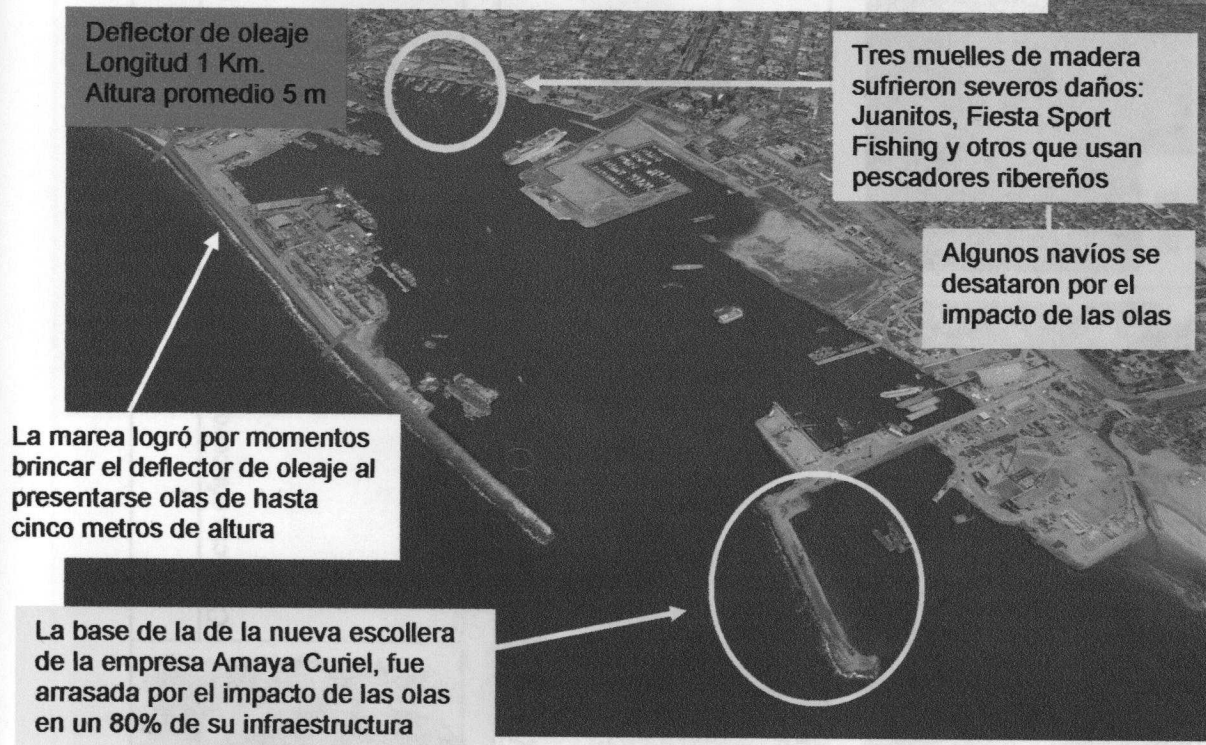 Deflector de oleaje
Longitud 1 Km.
Altura promedio 5 m
Tres muelles de madera
sufrieron severos daños:
Juanitos, Fiesta Sport
Fishing y otros que usan
pescadores ribereños
Algunos navíos se
desataron por el
impacto de las olas
La marea logró por momentos
brincar el deflector de oleaje al
presentarse olas de hasta
cinco metros de altura
La base de la de la nueva escollera
de la empresa Amaya Curiel, fue
arrasada por el impacto de las olas
en un 80% de su infraestructura